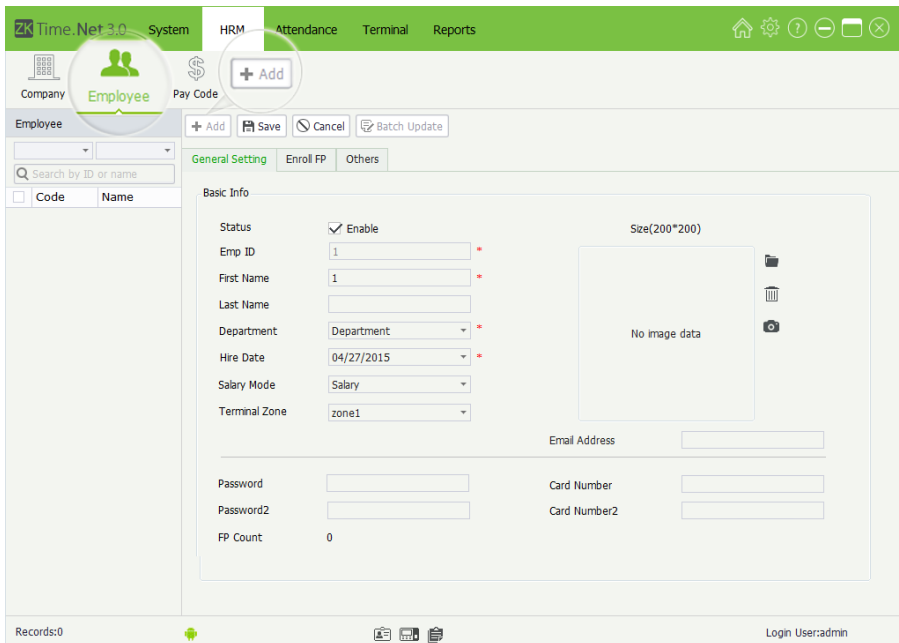 ZK Time.Net 3.0 System HRM Attendance Terminal Reports
Company Employee Pay Code + Add
Employee
+ Add Save Cancel Batch Update
General Setting Enroll FP Others
Search by ID or name
Code Name
Basic Info
Status Enable Size(200*200)
Emp ID 1 *
First Name 1 *
Last Name
Department Department *
No image data
Hire Date 04/27/2015 *
Salary Mode Salary
Terminal Zone zone1
Email Address
Password Card Number
Password2 Card Number2
FP Count 0
Records:0 Login User:admin